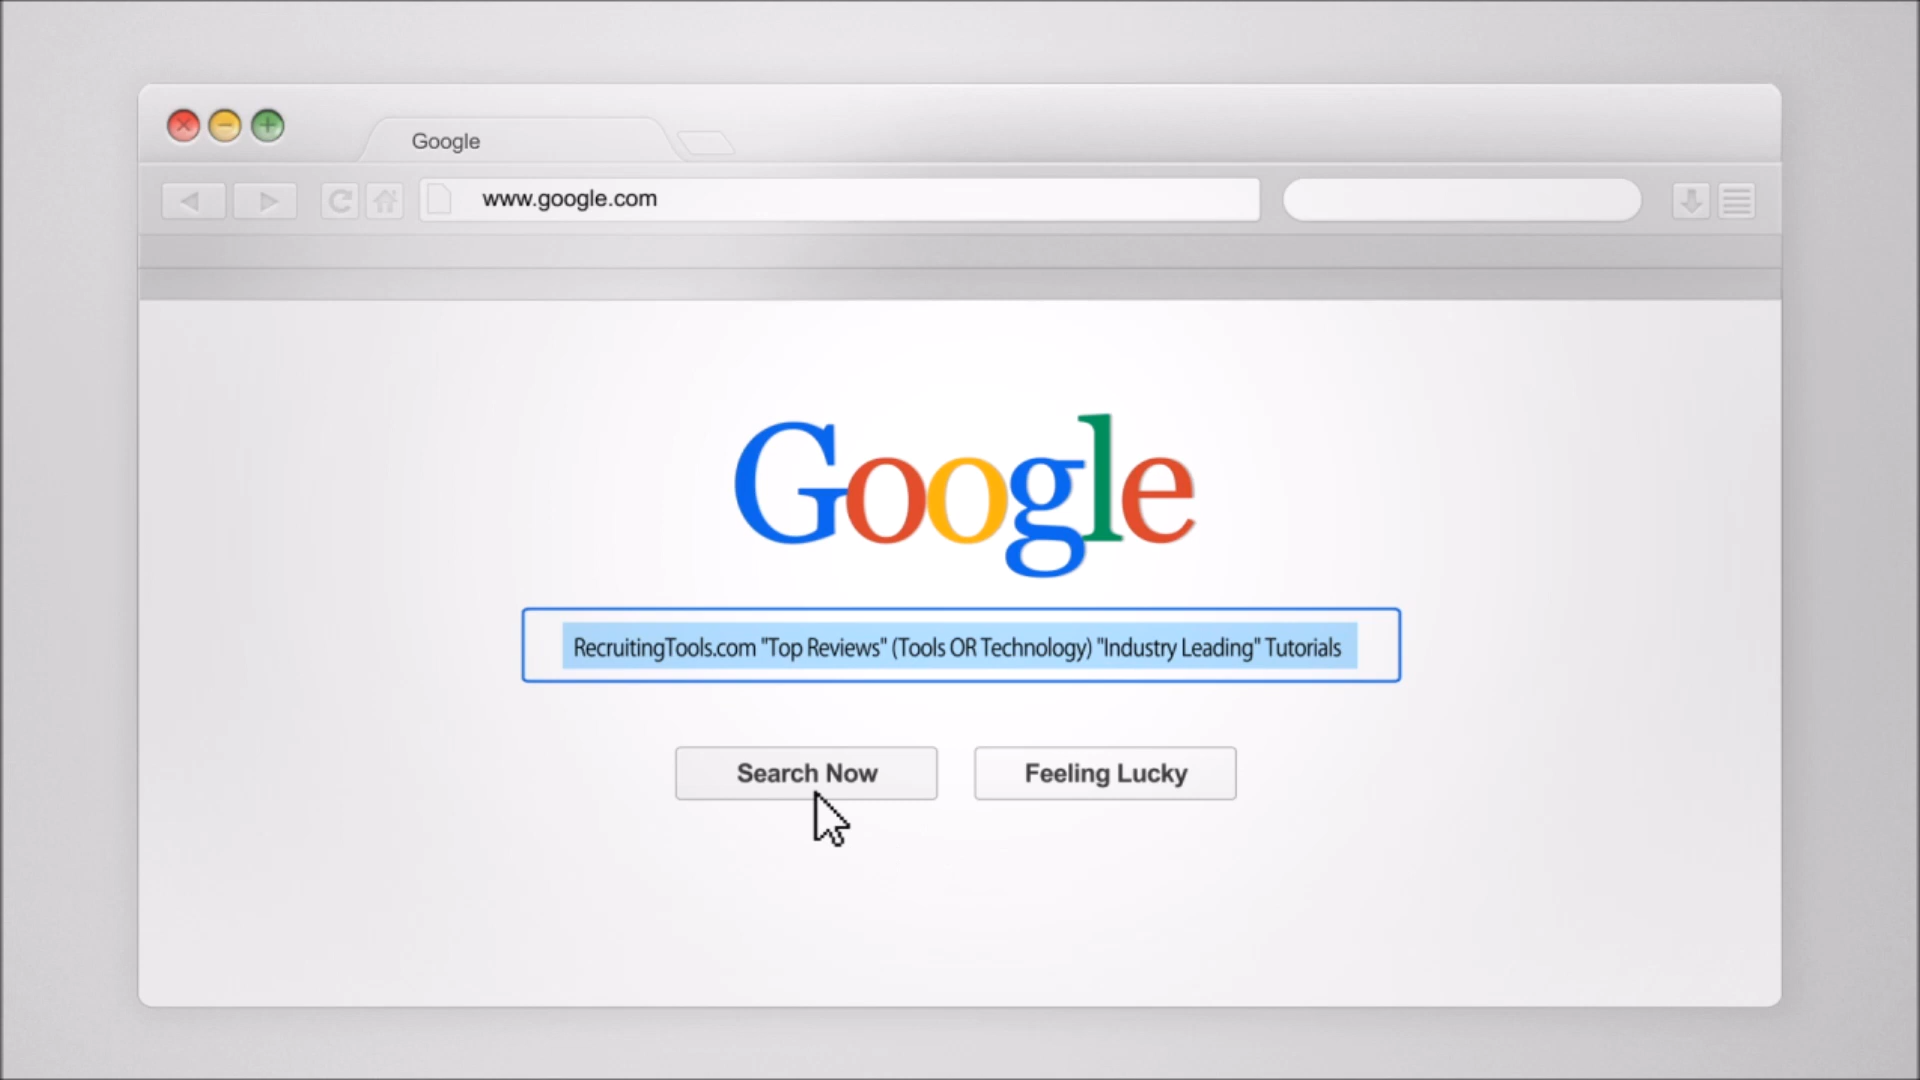 Google
www.google.com
Google
RecruitingTools.com "Top Reviews" (Tools OR Technology) "Industry Leading" Tutorials
Search Now
Feeling Lucky